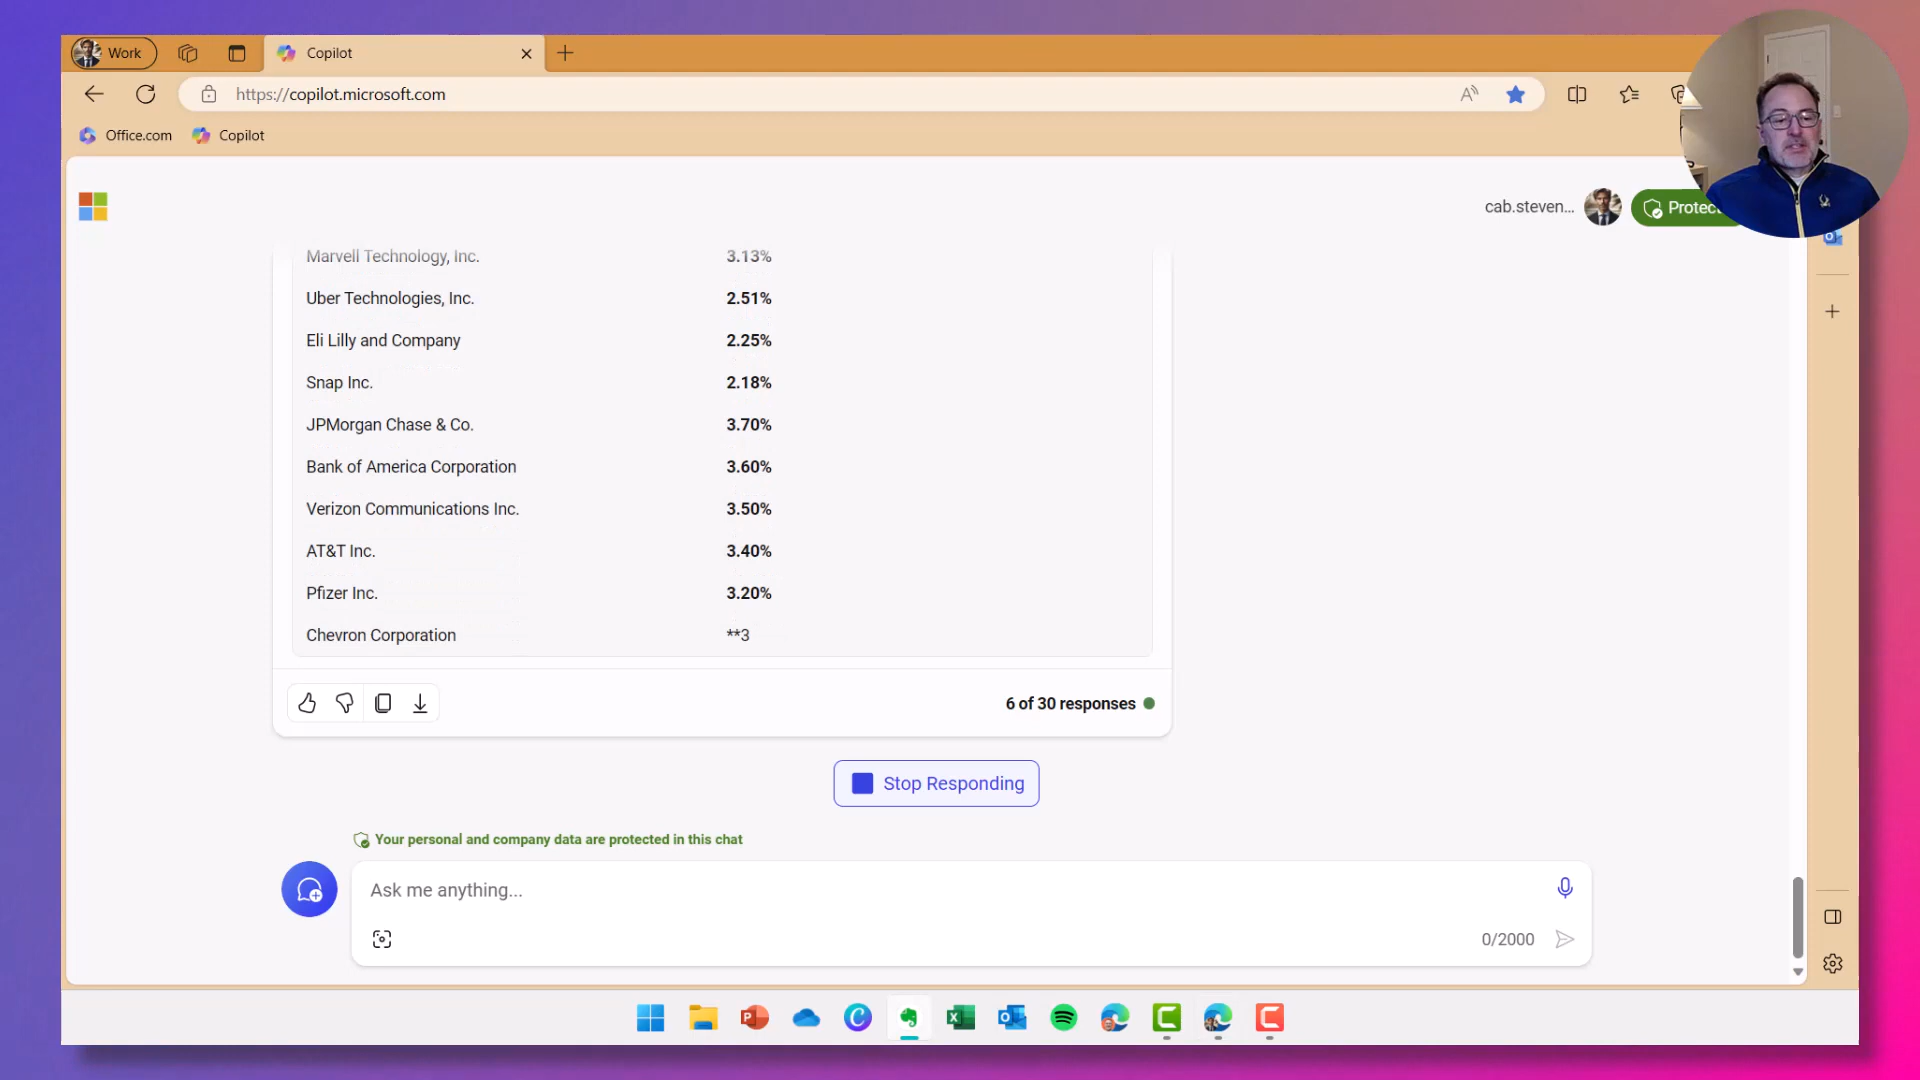 Work
Copilot
https://copilot.microsoft.com
Office.com
Copilot
cab.steven...
Protec
Marvell Technology, Inc. 3.13%
Uber Technologies, Inc. 2.51%
Eli Lilly and Company 2.25%
Snap Inc. 2.18%
JPMorgan Chase & Co. 3.70%
Bank of America Corporation 3.60%
Verizon Communications Inc. 3.50%
AT&T Inc. 3.40%
Pfizer Inc. 3.20%
Chevron Corporation **3
6 of 30 responses
Stop Responding
Your personal and company data are protected in this chat
Ask me anything...
0/2000